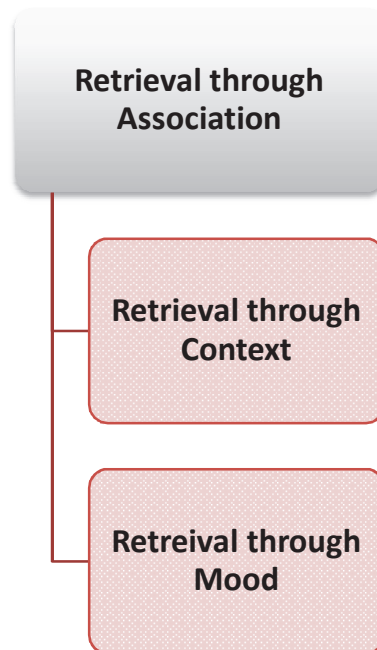 Retrieval through
Association
Retrieval through
Context
Retreival through
Mood